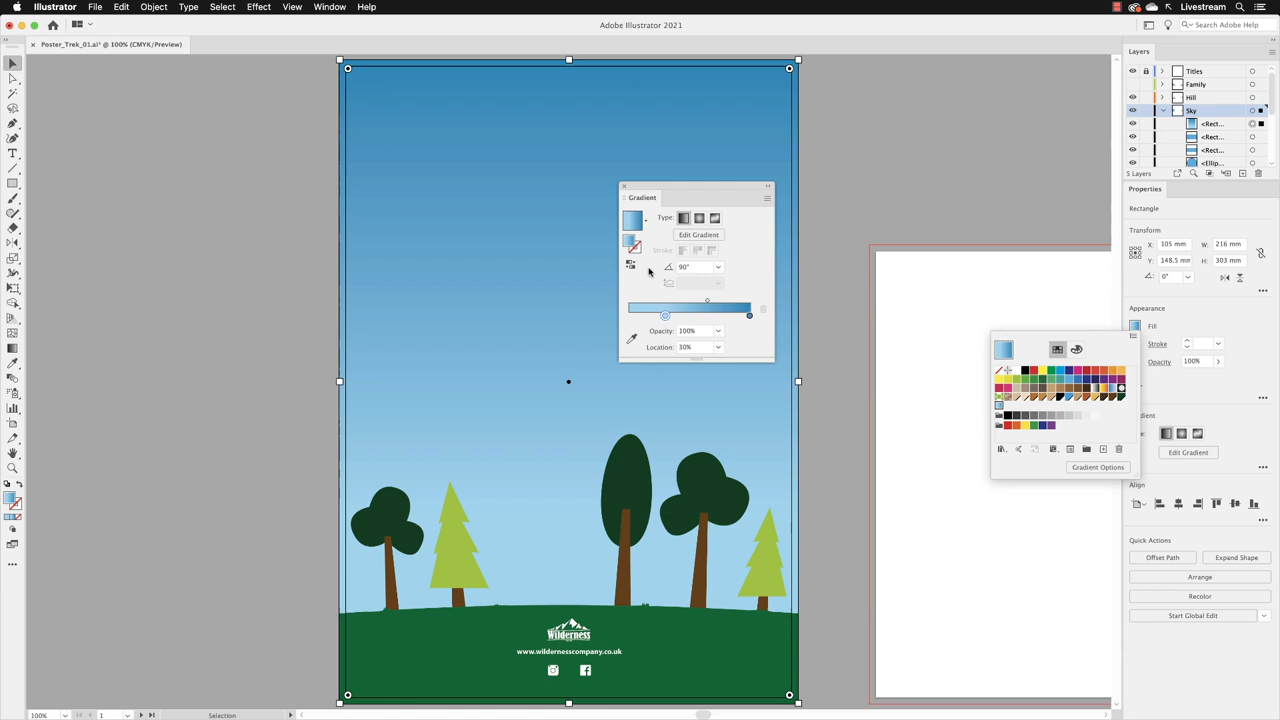 Illustrator File Edit Object Type Select Effect View Window Help Livestream
Adobe Illustrator 2021
Search Adobe Help
Poster_Trek_01.ai* @ 100% (CMYK/Preview)
Layers
Titles
Family
Hill
Sky
<Rect...
<Rect...
<Rect...
<Ellip...
5 Layers
Properties
Rectangle
Transform
X: 105 mm W: 216 mm
Y: 148,5 mm H: 303 mm
0°
Appearance
Fill
Stroke
Opacity 100%
Gradient
Type:
Edit Gradient
Stroke:
90°
Opacity: 100%
Location: 30%
Gradient Options
Edit Gradient
Align
Quick Actions
Offset Path Expand Shape
Arrange
Recolor
Start Global Edit
Wilderness
www.wildernesscompany.co.uk
100% 1 Selection